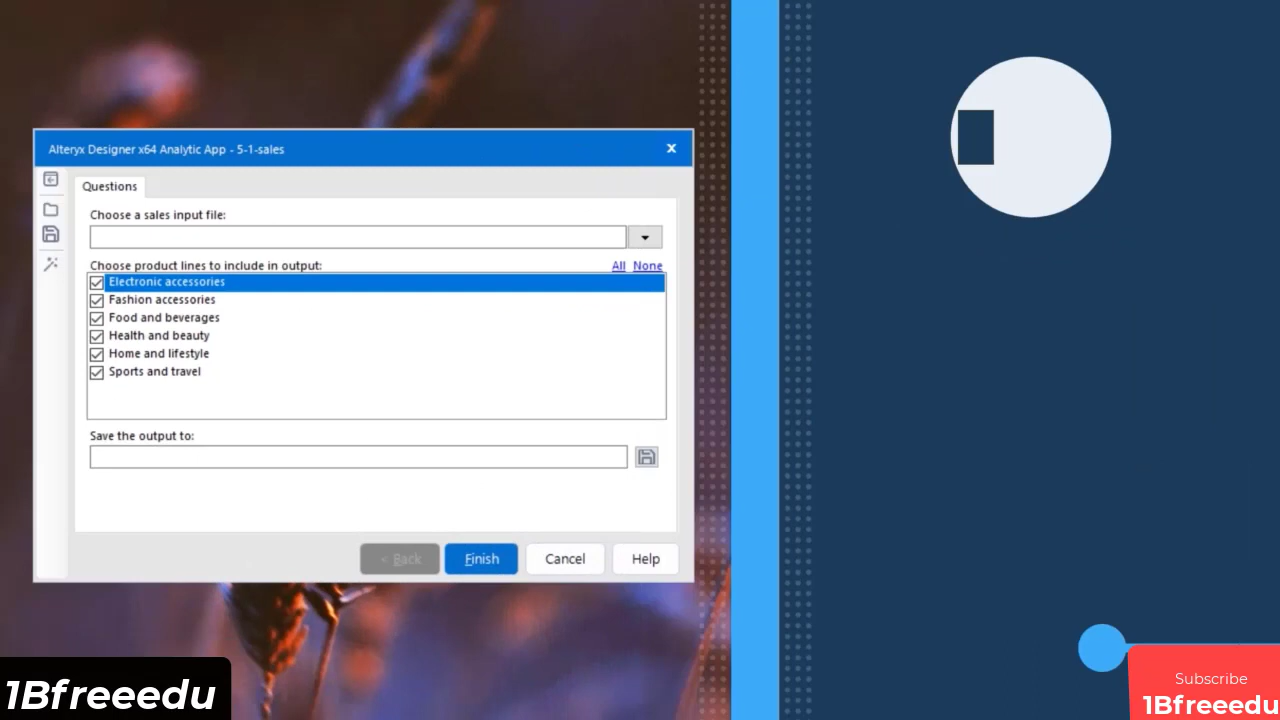 Alteryx Designer x64 Analytic App - 5-1-sales
Questions
Choose a sales input file:
Choose product lines to include in output:
All None
Electronic accessories
Fashion accessories
Food and beverages
Health and beauty
Home and lifestyle
Sports and travel
Save the output to:
< Back
Finish
Cancel
Help
1Bfreeedu
Subscribe
1Bfreeedu